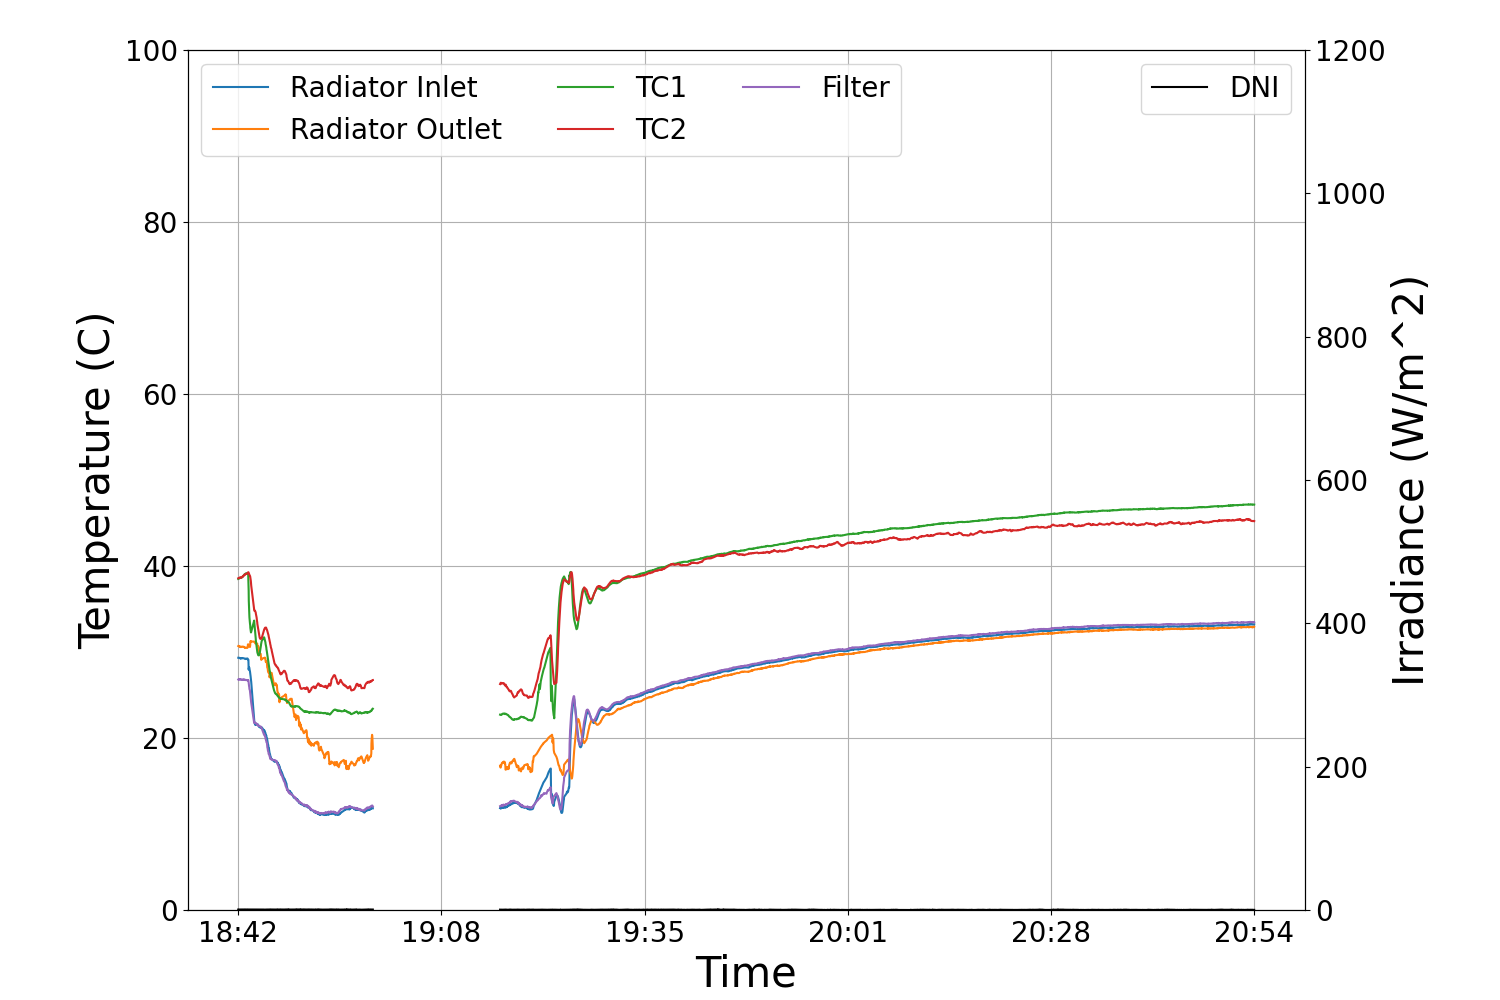 100
80
60
40
20
0
Temperature (C)
Radiator Inlet
Radiator Outlet
TC1
TC2
Filter
DNI
1200
1000
800
600
400
200
0
Irradiance (W/m^2)
18:42 19:08 19:35 20:01 20:28 20:54
Time